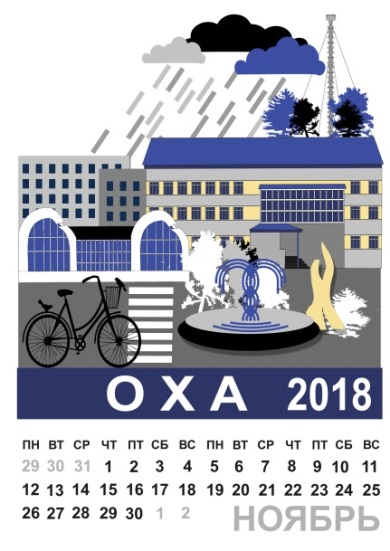 ОХА 2018
ПН ВТ СР ЧТ ПТ СБ ВС ПН ВТ СР ЧТ ПТ СБ ВС
29 30 31 1 2 3 4 5 6 7 8 9 10 11
12 13 14 15 16 17 18 19 20 21 22 23 24 25
26 27 28 29 30 1 2
НОЯБРЬ